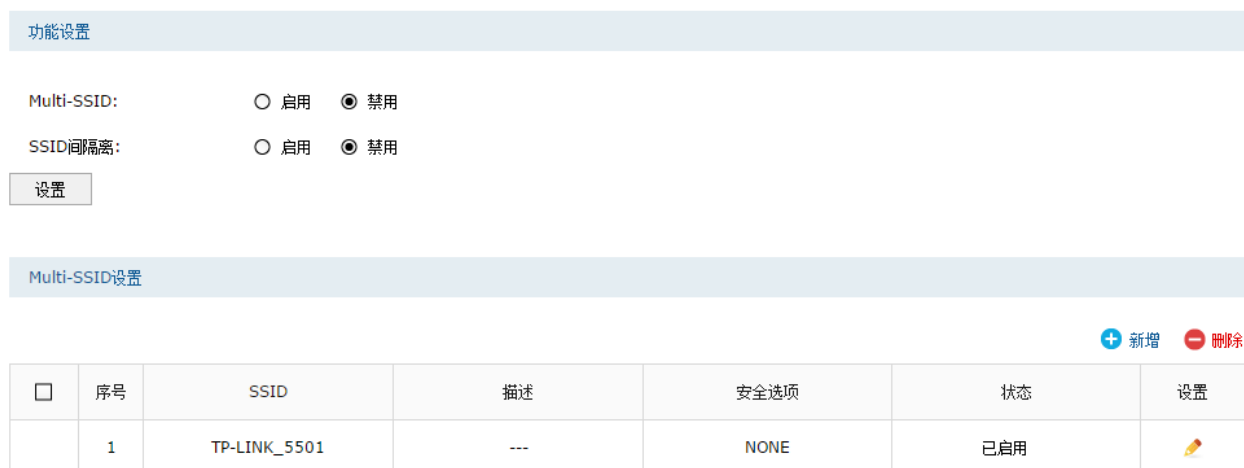 功能设置
Multi-SSID: 启用 禁用
SSID间隔离: 启用 禁用
设置
Multi-SSID设置
新增 删除
序号 SSID 描述 安全选项 状态 设置
1 TP-LINK_5501 --- NONE 已启用